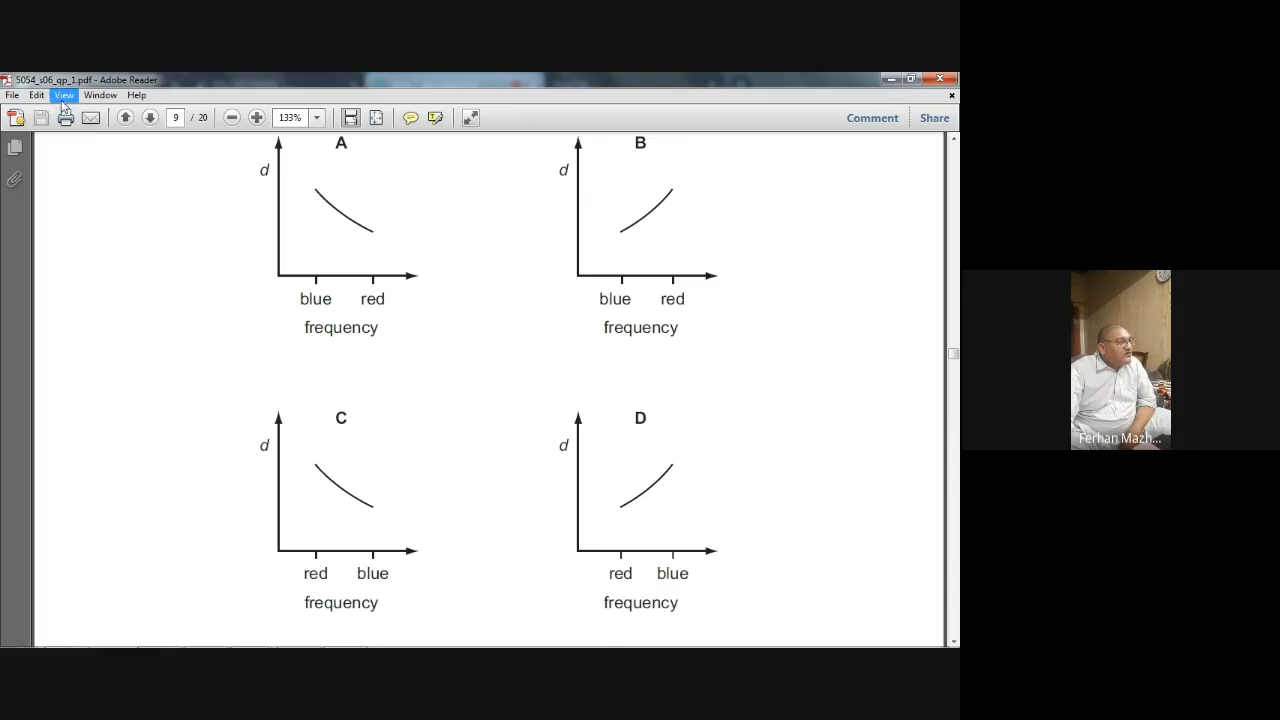 5054_s06_qp_1.pdf - Adobe Reader
File Edit View Window Help
9 / 20 133% Comment Share
A B
d d
blue red blue red
frequency frequency
C D
d d
red blue red blue
frequency frequency
Ferhan Mazh...